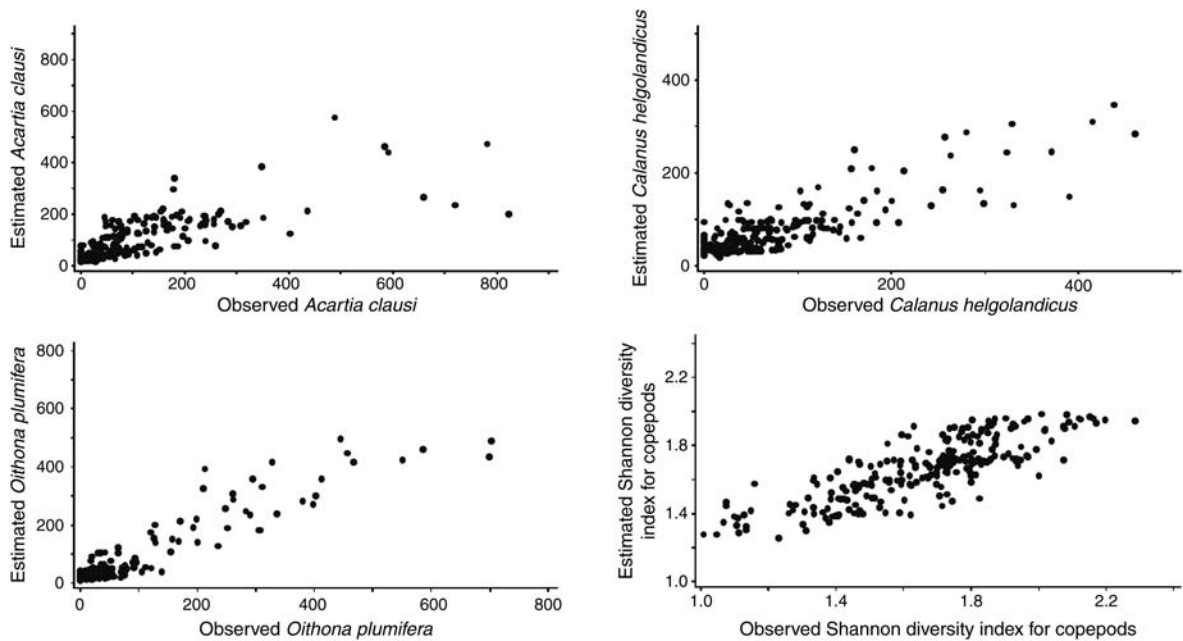 800
600
400
200
0
Estimated Acartia clausi
0 200 400 600 800
Observed Acartia clausi
400
200
0
Estimated Calanus helgolandicus
0 200 400
Observed Calanus helgolandicus
800
600
400
200
0
Estimated Oithona plumifera
0 200 400 600 800
Observed Oithona plumifera
2.2
1.8
1.4
1.0
Estimated Shannon diversity
index for copepods
1.0 1.4 1.8 2.2
Observed Shannon diversity index for copepods